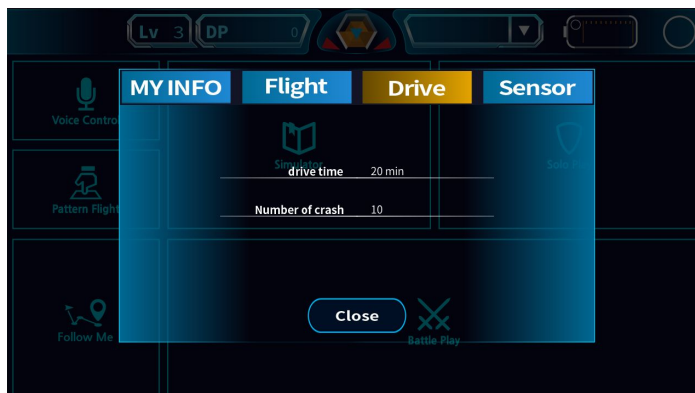 Lv 3 DP 0
MY INFO Flight Drive Sensor
Voice Control
Simulator
Solo
drive time 20 min
Pattern Flight
Number of crash 10
Close
Follow Me
Battle Play